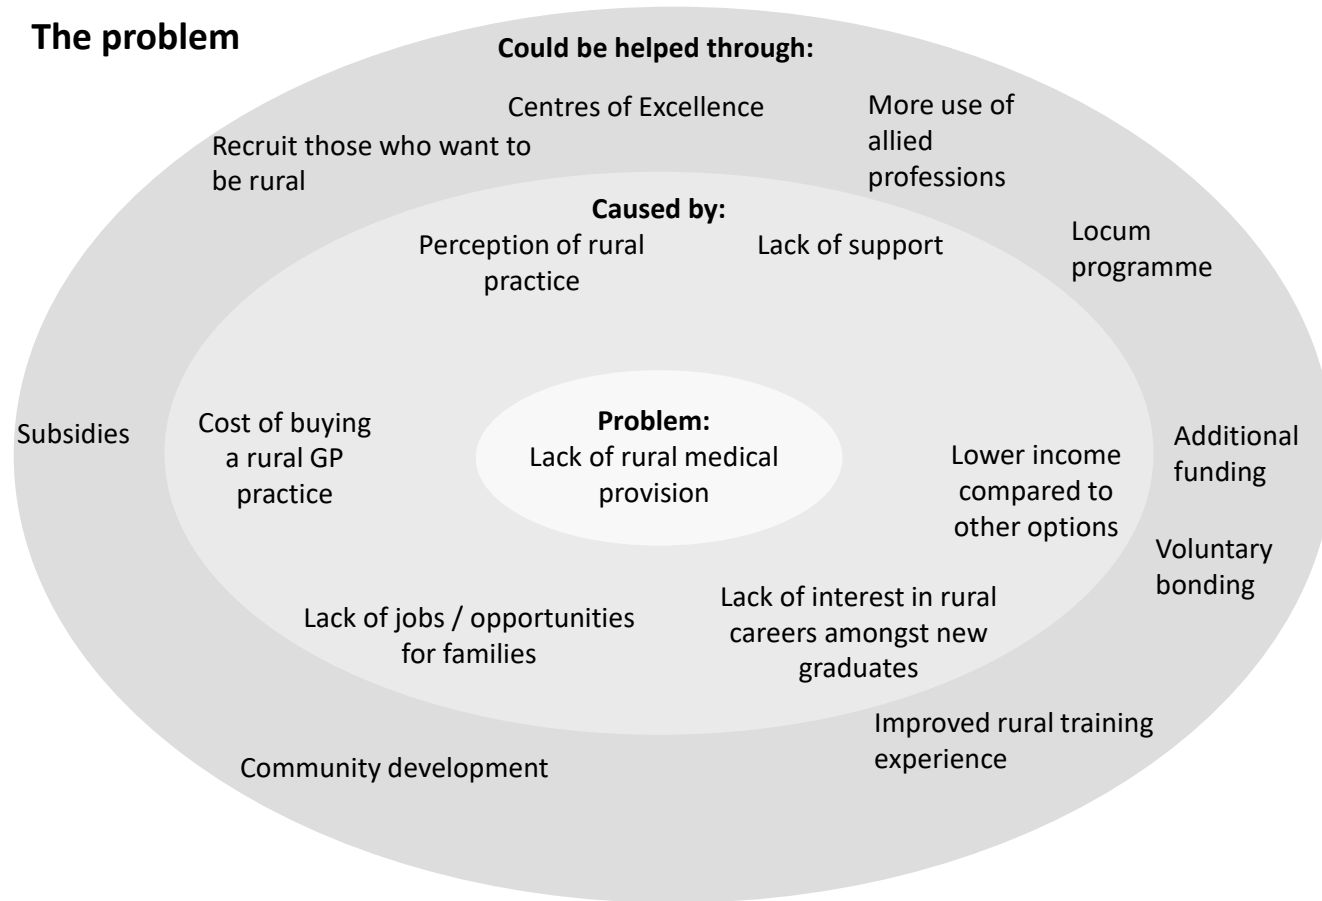 The problem
Could be helped through:
Centres of Excellence
More use of
allied
professions
Recruit those who want to
be rural
Caused by:
Perception of rural
practice
Lack of support
Locum
programme
Subsidies
Cost of buying
a rural GP
practice
Problem:
Lack of rural medical
provision
Lower income
compared to
other options
Additional
funding
Voluntary
bonding
Lack of jobs / opportunities
for families
Lack of interest in rural
careers amongst new
graduates
Improved rural training
experience
Community development